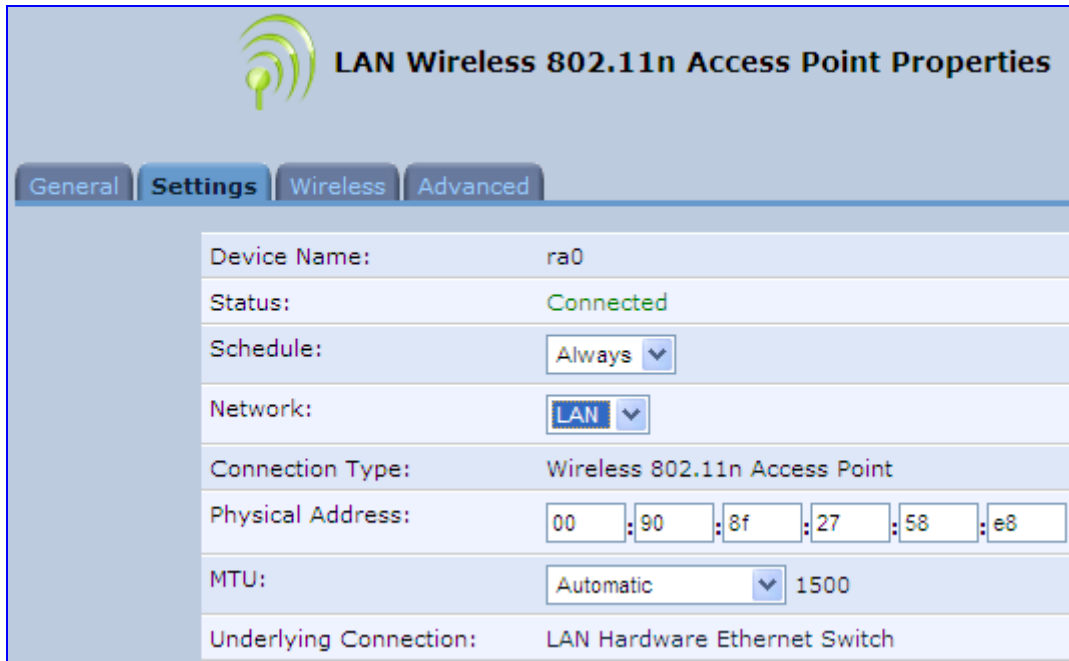 LAN Wireless 802.11n Access Point Properties
General Settings Wireless Advanced
Device Name: ra0
Status: Connected
Schedule: Always
Network: LAN
Connection Type: Wireless 802.11n Access Point
Physical Address: 00 : 90 : 8f : 27 : 58 : e8
MTU: Automatic 1500
Underlying Connection: LAN Hardware Ethernet Switch